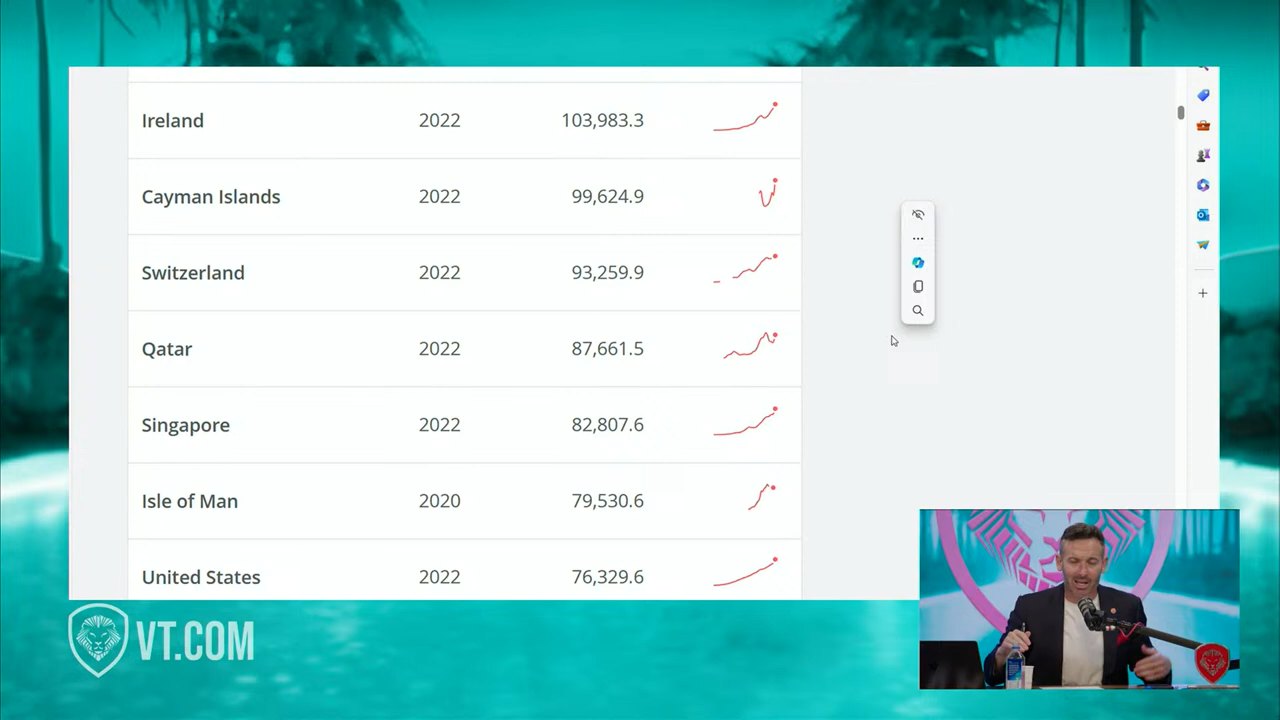 Ireland 2022 103,983.3
Cayman Islands 2022 99,624.9
Switzerland 2022 93,259.9
Qatar 2022 87,661.5
Singapore 2022 82,807.6
Isle of Man 2020 79,530.6
United States 2022 76,329.6
VT.COM